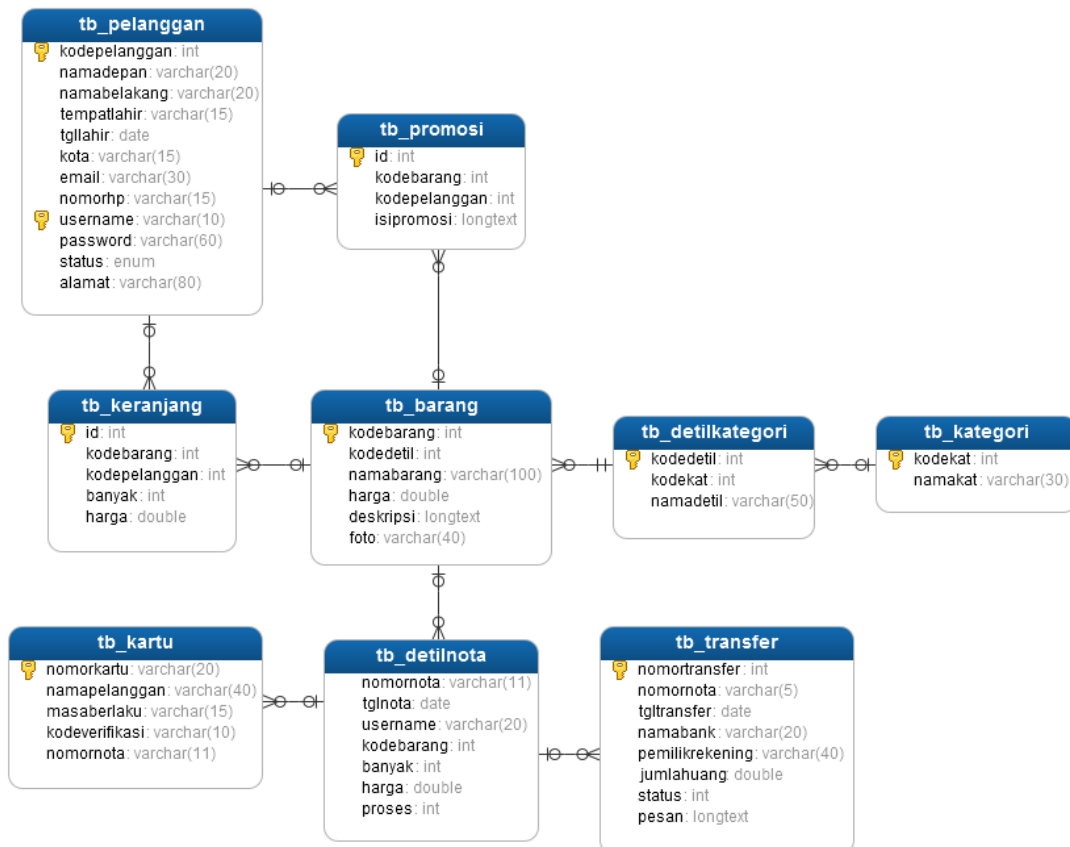 tb_pelanggan
kodepelanggan: int
namadepan: varchar(20)
namabelakang: varchar(20)
tempatlahir: varchar(15)
tgllahir: date
kota: varchar(15)
email: varchar(30)
nomorhp: varchar(15)
username: varchar(10)
password: varchar(60)
status: enum
alamat: varchar(80)
tb_promosi
id: int
kodebarang: int
kodepelanggan: int
isipromosi: longtext
tb_keranjang
id: int
kodebarang: int
kodepelanggan: int
banyak: int
harga: double
tb_barang
kodebarang: int
kodedetil: int
namabarang: varchar(100)
harga: double
deskripsi: longtext
foto: varchar(40)
tb_detilkategori
kodedetil: int
kodekat: int
namadetil: varchar(50)
tb_kategori
kodekat: int
namakat: varchar(30)
tb_kartu
nomorkartu: varchar(20)
namapelanggan: varchar(40)
masaberlaku: varchar(15)
kodeverifikasi: varchar(10)
nomornota: varchar(11)
tb_detilnota
nomornota: varchar(11)
tglnota: date
username: varchar(20)
kodebarang: int
banyak: int
harga: double
proses: int
tb_transfer
nomortransfer: int
nomornota: varchar(5)
tgltransfer: date
namabank: varchar(20)
pemilikrekening: varchar(40)
jumlahuang: double
status: int
pesan: longtext